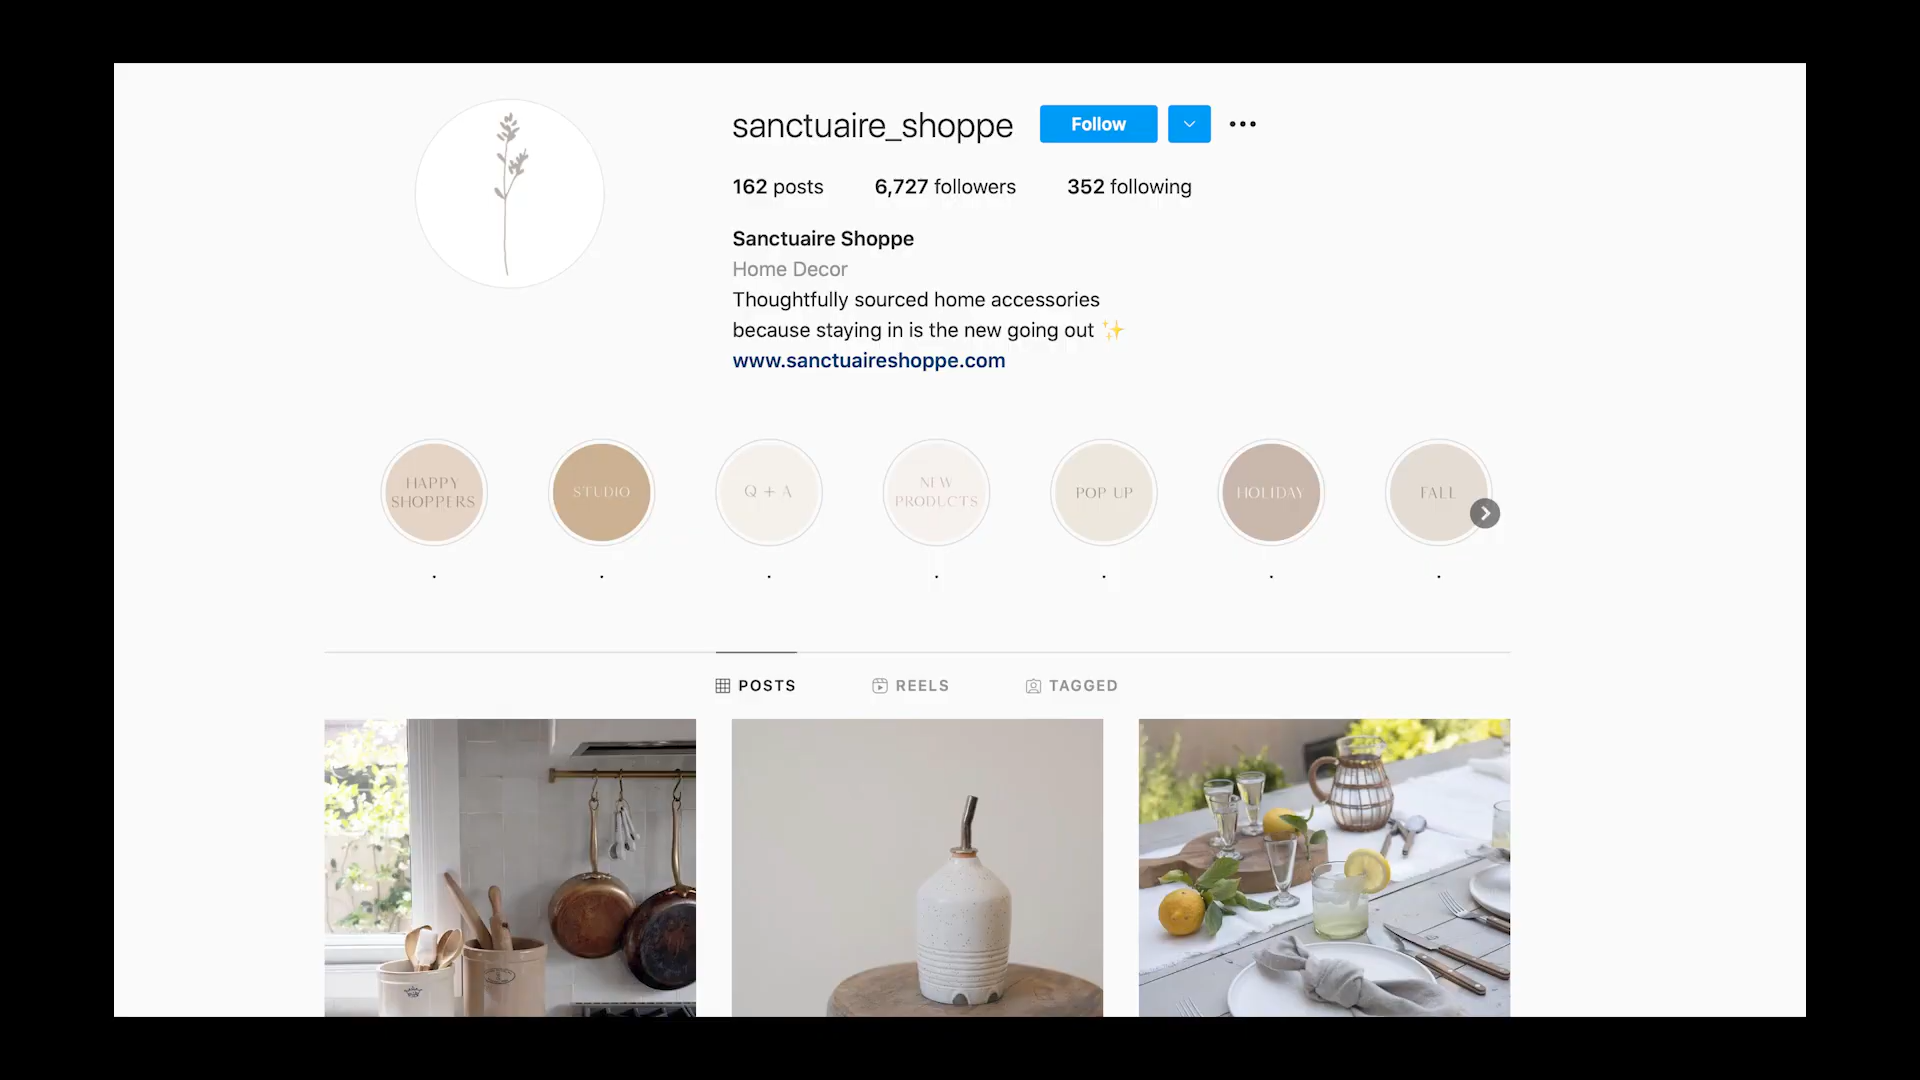 sanctuaire_shoppe Follow
162 posts 6,727 followers 352 following
Sanctuaire Shoppe
Home Decor
Thoughtfully sourced home accessories
because staying in is the new going out ✨
www.sanctuaireshoppe.com
HAPPY
SHOPPERS
STUDIO
Q + A
NEW
PRODUCTS
POP UP
HOLIDAY
FALL
POSTS REELS TAGGED